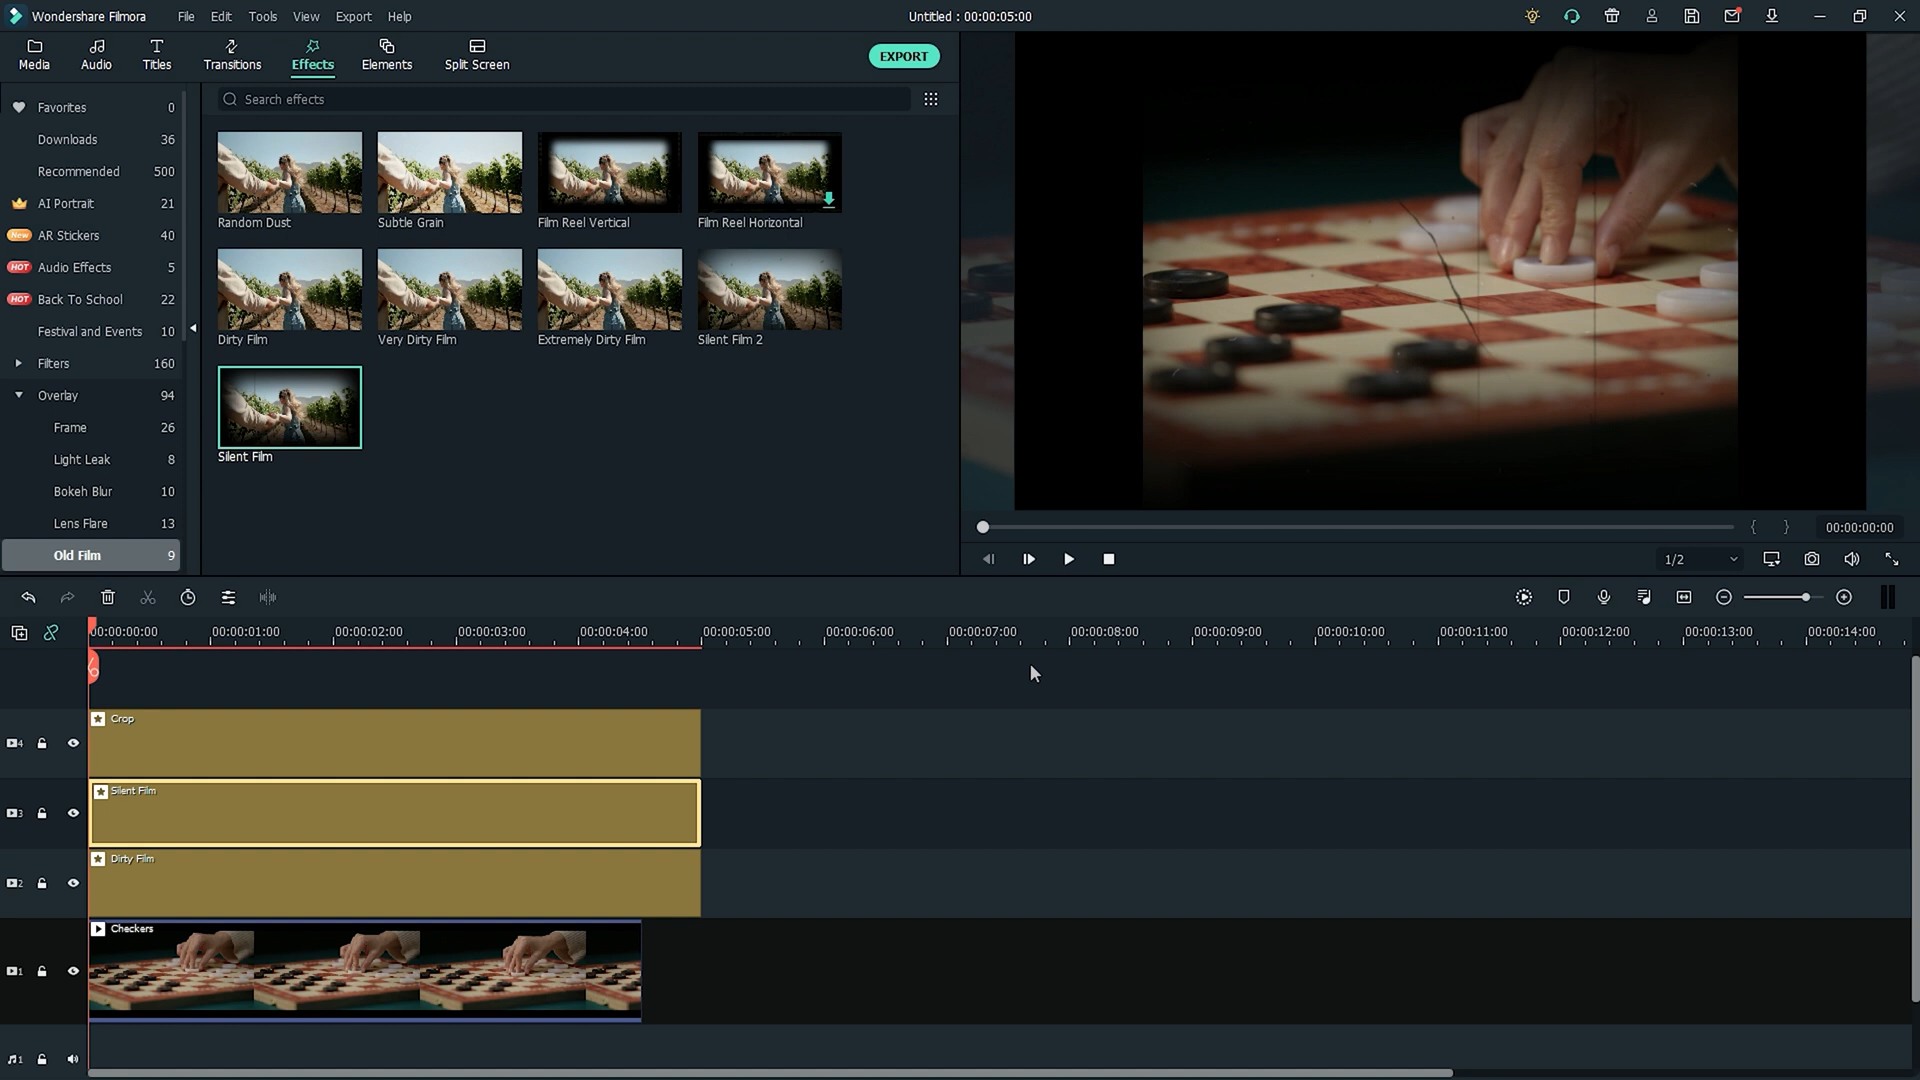 Wondershare Filmora File Edit Tools View Export Help Untitled : 00:00:05:00
Media Audio Titles Transitions Effects Elements Split Screen EXPORT
Search effects
Favorites 0
Downloads 36
Recommended 500
AI Portrait 21
New AR Stickers 40
HOT Audio Effects 5
HOT Back To School 22
Festival and Events 10
Filters 160
Overlay 94
Frame 26
Light Leak 8
Bokeh Blur 10
Lens Flare 13
Old Film 9
Random Dust Subtle Grain Film Reel Vertical Film Reel Horizontal
Dirty Film Very Dirty Film Extremely Dirty Film Silent Film 2
Silent Film
{ } 00:00:00:00
1/2
00:00:00:00 00:00:01:00 00:00:02:00 00:00:03:00 00:00:04:00 00:00:05:00 00:00:06:00 00:00:07:00 00:00:08:00 00:00:09:00 00:00:10:00 00:00:11:00 00:00:12:00 00:00:13:00 00:00:14:00
Crop
4
Silent Film
3
Dirty Film
2
Checkers
1
1